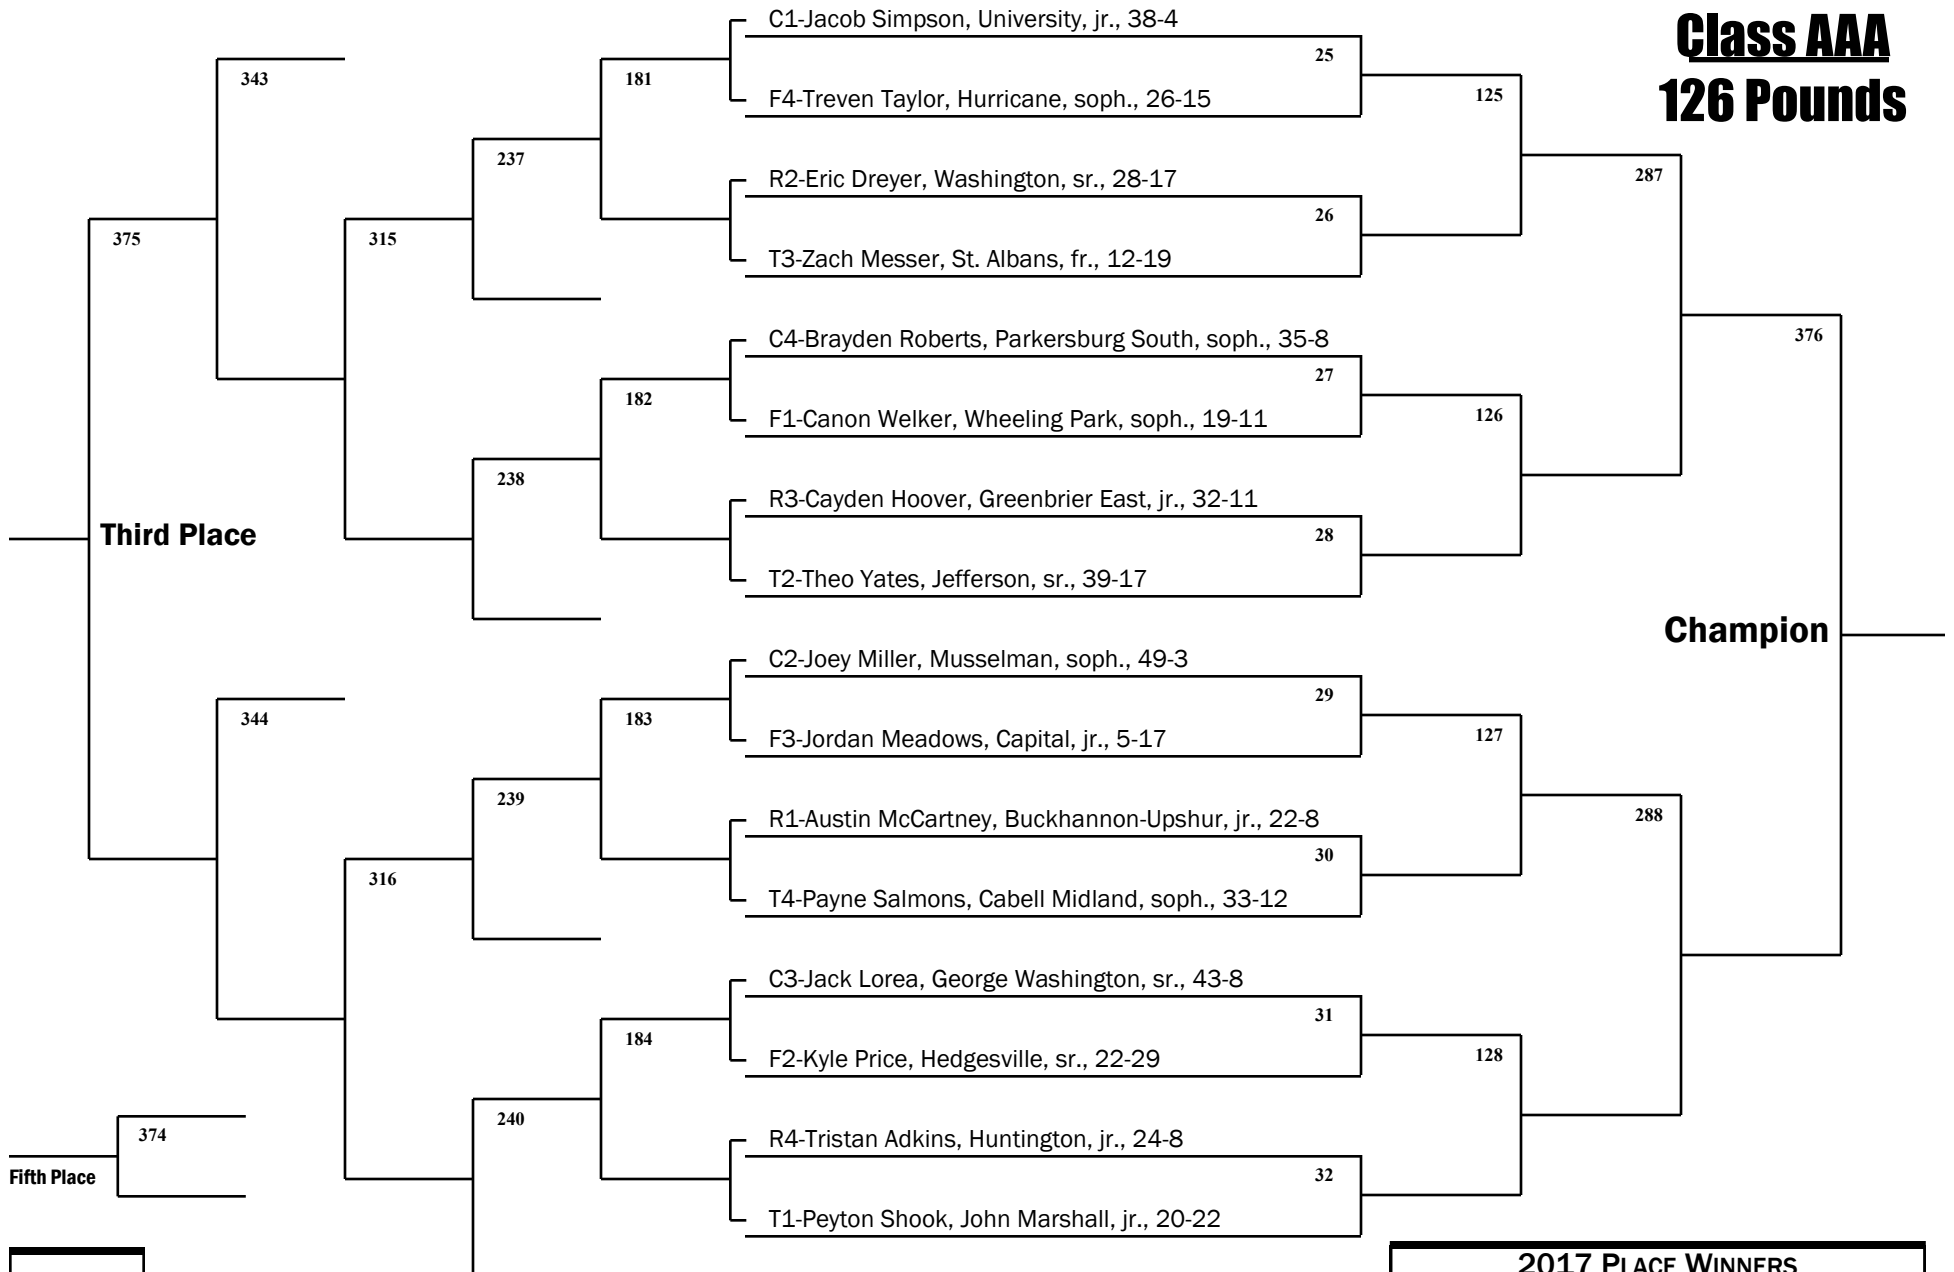 Class AAA
126 Pounds
C1-Jacob Simpson, University, jr., 38-4
25
F4-Treven Taylor, Hurricane, soph., 26-15
343
181
125
237
R2-Eric Dreyer, Washington, sr., 28-17
287
26
375
315
T3-Zach Messer, St. Albans, fr., 12-19
C4-Brayden Roberts, Parkersburg South, soph., 35-8
376
27
182
126
F1-Canon Welker, Wheeling Park, soph., 19-11
238
R3-Cayden Hoover, Greenbrier East, jr., 32-11
Third Place
28
T2-Theo Yates, Jefferson, sr., 39-17
Champion
C2-Joey Miller, Musselman, soph., 49-3
29
344
183
127
F3-Jordan Meadows, Capital, jr., 5-17
239
R1-Austin McCartney, Buckhannon-Upshur, jr., 22-8
288
30
316
T4-Payne Salmons, Cabell Midland, soph., 33-12
C3-Jack Lorea, George Washington, sr., 43-8
31
184
128
F2-Kyle Price, Hedgesville, sr., 22-29
240
374
R4-Tristan Adkins, Huntington, jr., 24-8
Fifth Place
32
T1-Peyton Shook, John Marshall, jr., 20-22
2017 PLACE WINNERS